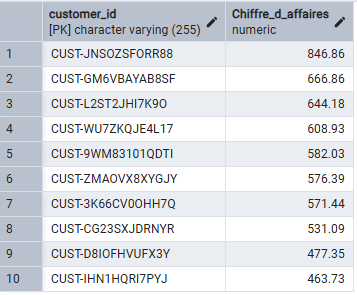 customer_id Chiffre_d_affaires
[PK] character varying (255) numeric
1 CUST-JNSOZSFORR88 846.86
2 CUST-GM6VBAYAB8SF 666.86
3 CUST-L2ST2JHI7K9O 644.18
4 CUST-WU7ZKQJE4L17 608.93
5 CUST-9WM83101QDTI 582.03
6 CUST-ZMAOVX8XYGJY 576.39
7 CUST-3K66CV0OHH7Q 571.44
8 CUST-CG23SXJDRNYR 531.09
9 CUST-D8IOFHVUFX3Y 477.35
10 CUST-IHN1HQRI7PYJ 463.73